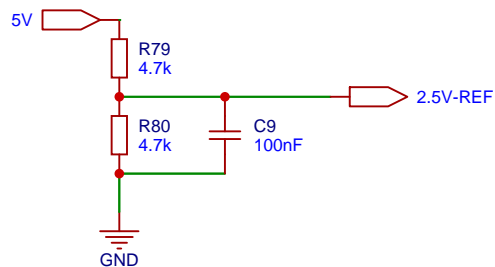 5V
R79
4.7k
2.5V-REF
R80
4.7k
C9
100nF
GND